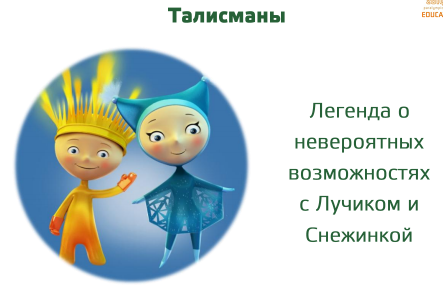 Талисманы
EDUCA
Легенда о
невероятных
возможностях
с Лучиком и
Снежинкой